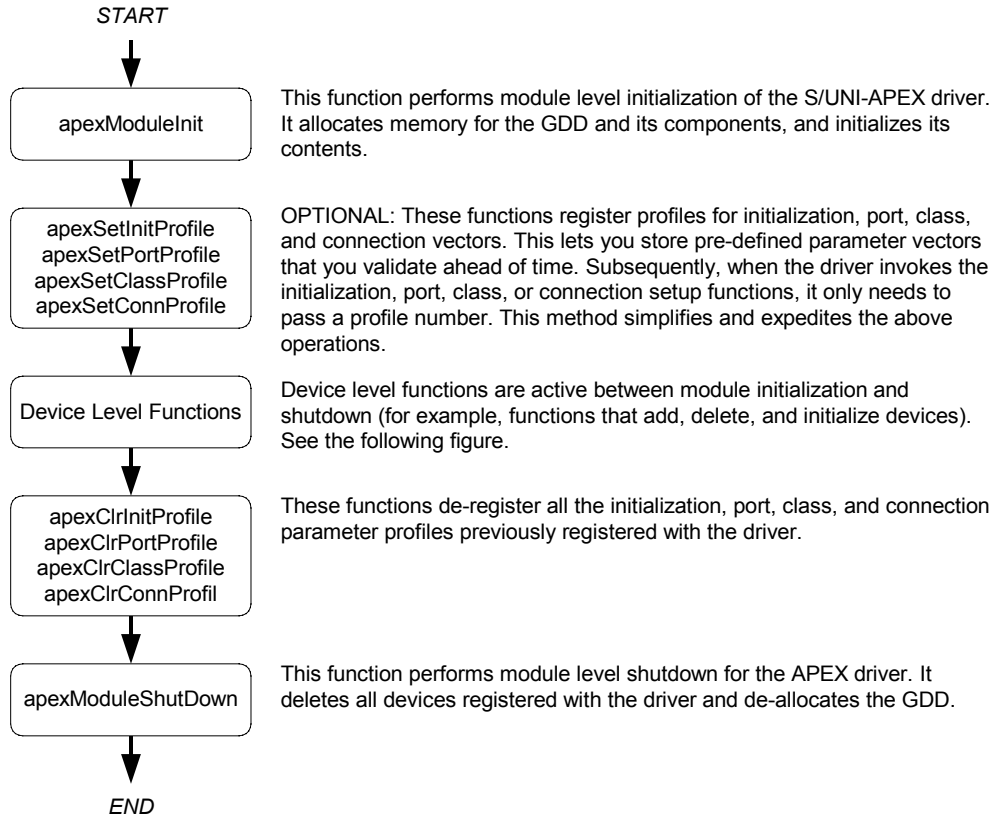 START
apexModuleInit
This function performs module level initialization of the S/UNI-APEX driver.
It allocates memory for the GDD and its components, and initializes its
contents.
apexSetInitProfile
apexSetPortProfile
apexSetClassProfile
apexSetConnProfile
OPTIONAL: These functions register profiles for initialization, port, class,
and connection vectors. This lets you store pre-defined parameter vectors
that you validate ahead of time. Subsequently, when the driver invokes the
initialization, port, class, or connection setup functions, it only needs to
pass a profile number. This method simplifies and expedites the above
operations.
Device Level Functions
Device level functions are active between module initialization and
shutdown (for example, functions that add, delete, and initialize devices).
See the following figure.
apexClrInitProfile
apexClrPortProfile
apexClrClassProfile
apexClrConnProfil
These functions de-register all the initialization, port, class, and connection
parameter profiles previously registered with the driver.
apexModuleShutDown
This function performs module level shutdown for the APEX driver. It
deletes all devices registered with the driver and de-allocates the GDD.
END